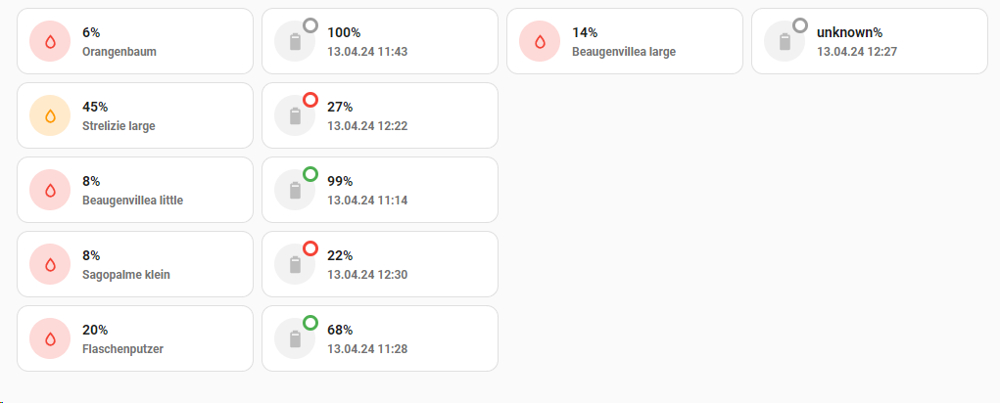 6%
Orangenbaum
100%
13.04.24 11:43
14%
Beaugenvillea large
unknown%
13.04.24 12:27
45%
Strelizie large
27%
13.04.24 12:22
8%
Beaugenvillea little
99%
13.04.24 11:14
8%
Sagopalme klein
22%
13.04.24 12:30
20%
Flaschenputzer
68%
13.04.24 11:28